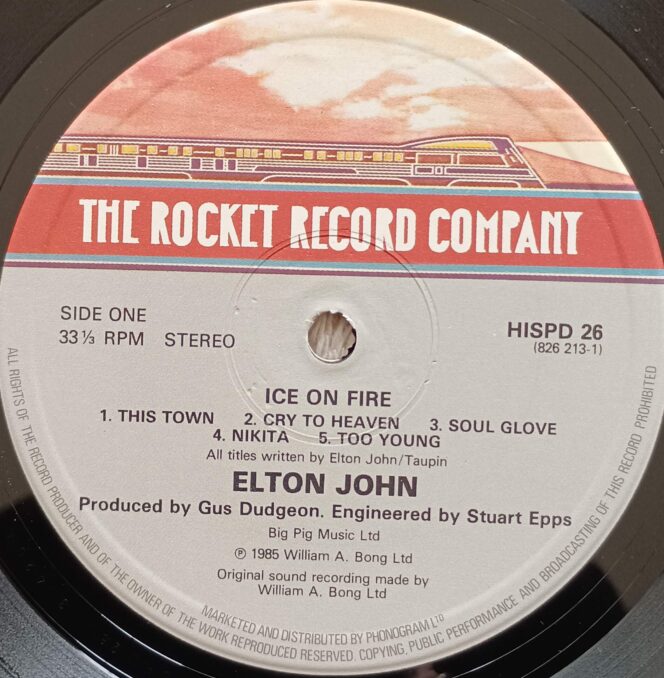 THE ROCKET RECORD COMPANY
SIDE ONE
33⅓ RPM STEREO
HISPD 26
(826 213-1)
ICE ON FIRE
1. THIS TOWN 2. CRY TO HEAVEN 3. SOUL GLOVE
4. NIKITA 5. TOO YOUNG
All titles written by Elton John/Taupin
ELTON JOHN
Produced by Gus Dudgeon. Engineered by Stuart Epps
Big Pig Music Ltd
℗ 1985 William A. Bong Ltd
Original sound recording made by
William A. Bong Ltd
MARKETED AND DISTRIBUTED BY PHONOGRAM LTD
ALL RIGHTS OF THE RECORD PRODUCER AND OF THE OWNER OF THE WORK REPRODUCED RESERVED. COPYING, PUBLIC PERFORMANCE AND BROADCASTING OF THIS RECORD PROHIBITED